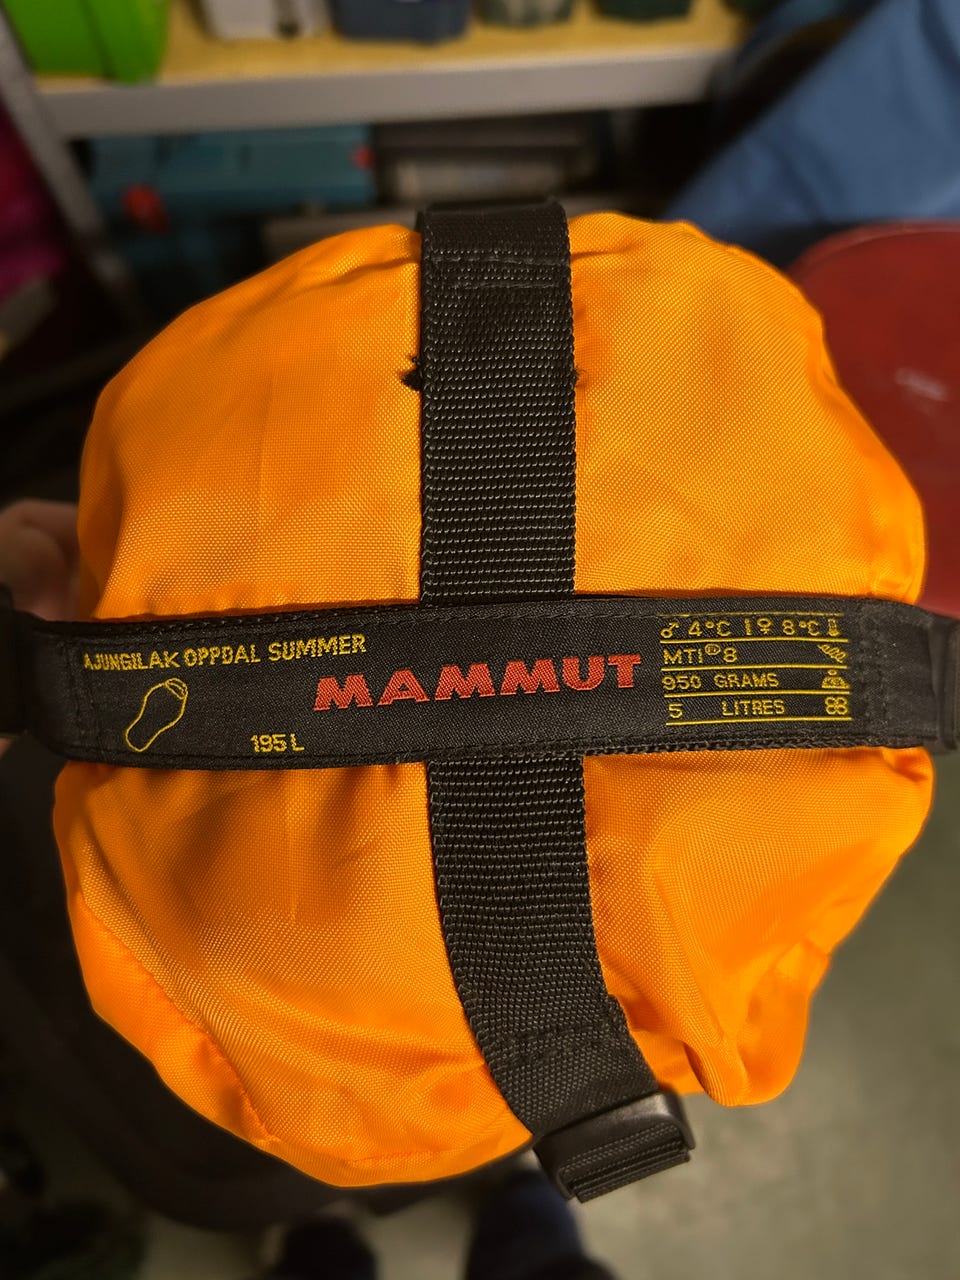 AJUNGILAK OPPDAL SUMMER
195 L
MAMMUT
♂ 4°C | ♀ 8°C
MTI® 8
950 GRAMS
5 LITRES